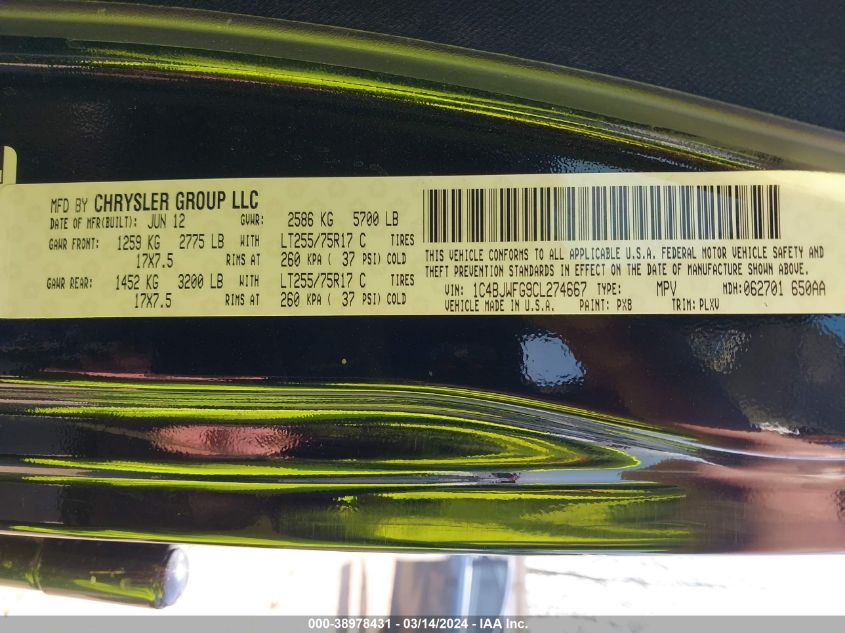 MFD BY CHRYSLER GROUP LLC
DATE OF MFR(BUILT): JUN 12 GVWR: 2586 KG 5700 LB
GAWR FRONT: 1259 KG 2775 LB WITH LT255/75R17 C TIRES
17X7.5 RIMS AT 260 KPA ( 37 PSI) COLD
GAWR REAR: 1452 KG 3200 LB WITH LT255/75R17 C TIRES
17X7.5 RIMS AT 260 KPA ( 37 PSI) COLD
THIS VEHICLE CONFORMS TO ALL APPLICABLE U.S.A. FEDERAL MOTOR VEHICLE SAFETY AND
THEFT PREVENTION STANDARDS IN EFFECT ON THE DATE OF MANUFACTURE SHOWN ABOVE.
VIN: 1C4BJWFG9CL274667 TYPE: MPV MDH: 062701 650AA
VEHICLE MADE IN U.S.A. PAINT: PX8 TRIM: PLXV
000-38978431 / 03/14/2024 - IAA Inc.